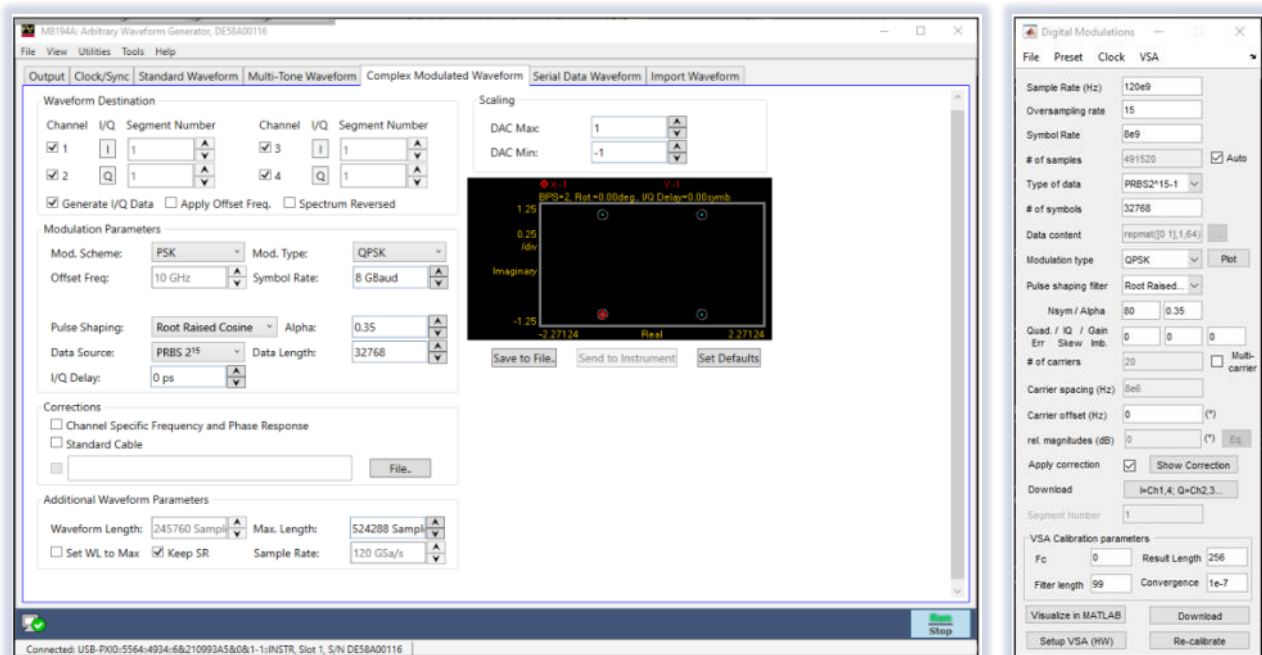 M8194A: Arbitrary Waveform Generator, DE58A00116
File View Utilities Tools Help
Output Clock/Sync Standard Waveform Multi-Tone Waveform Complex Modulated Waveform Serial Data Waveform Import Waveform
Waveform Destination
Channel I/Q Segment Number Channel I/Q Segment Number
1 I 1 3 I 1
2 Q 1 4 Q 1
Generate I/Q Data Apply Offset Freq. Spectrum Reversed
Modulation Parameters
Mod. Scheme: PSK Mod. Type: QPSK
Offset Freq: 10 GHz Symbol Rate: 8 GBaud
Pulse Shaping: Root Raised Cosine Alpha: 0.35
Data Source: PRBS 2¹⁵ Data Length: 32768
I/Q Delay: 0 ps
Corrections
Channel Specific Frequency and Phase Response
Standard Cable
File..
Additional Waveform Parameters
Waveform Length: 245760 Sampl Max. Length: 524288 Sampl
Set WL to Max Keep SR Sample Rate: 120 GSa/s
Scaling
DAC Max: 1
DAC Min: -1
X:-1 Y:-1
BPS=2, Rot=0.00deg, I/Q Delay=0.00symb
1.25
0.25
/div
Imaginary
-1.25
-2.27124 Real 2.27124
Save to File.. Send to Instrument Set Defaults
Run
Stop
Connected: USB-PXI0::5564::4934::6&210993A5&0&1-1::INSTR, Slot 1, S/N DE58A00116
Digital Modulations
File Preset Clock VSA
Sample Rate (Hz) 120e9
Oversampling rate 15
Symbol Rate 8e9
# of samples 491520 Auto
Type of data PRBS2^15-1
# of symbols 32768
Data content repmat([0 1],1,64) ...
Modulation type QPSK Plot
Pulse shaping filter Root Raised...
Nsym / Alpha 80 0.35
Quad. / IQ / Gain
Err Skew Imb. 0 0 0
# of carriers 20 Multi-carrier
Carrier spacing (Hz) 8e6
Carrier offset (Hz) 0 (*)
rel. magnitudes (dB) 0 (*) Eq.
Apply correction Show Correction
Download I=Ch1,4; Q=Ch2,3...
Segment Number 1
VSA Calibration parameters
Fc 0 Result Length 256
Filter length 99 Convergence 1e-7
Visualize in MATLAB Download
Setup VSA (HW) Re-calibrate